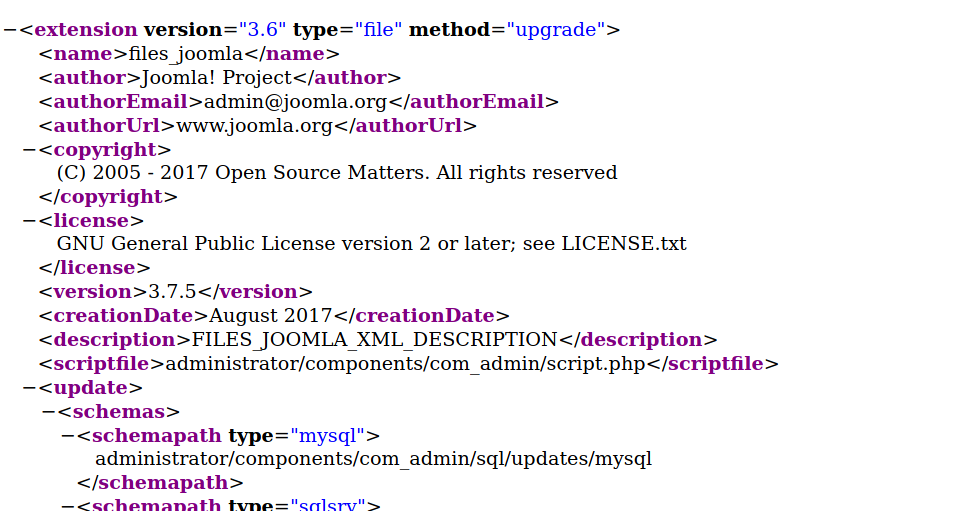 −<extension version="3.6" type="file" method="upgrade">
<name>files_joomla</name>
<author>Joomla! Project</author>
<authorEmail>admin@joomla.org</authorEmail>
<authorUrl>www.joomla.org</authorUrl>
−<copyright>
(C) 2005 - 2017 Open Source Matters. All rights reserved
</copyright>
−<license>
GNU General Public License version 2 or later; see LICENSE.txt
</license>
<version>3.7.5</version>
<creationDate>August 2017</creationDate>
<description>FILES_JOOMLA_XML_DESCRIPTION</description>
<scriptfile>administrator/components/com_admin/script.php</scriptfile>
−<update>
−<schemas>
−<schemapath type="mysql">
administrator/components/com_admin/sql/updates/mysql
</schemapath>
−<schemapath type="sqlsrv">